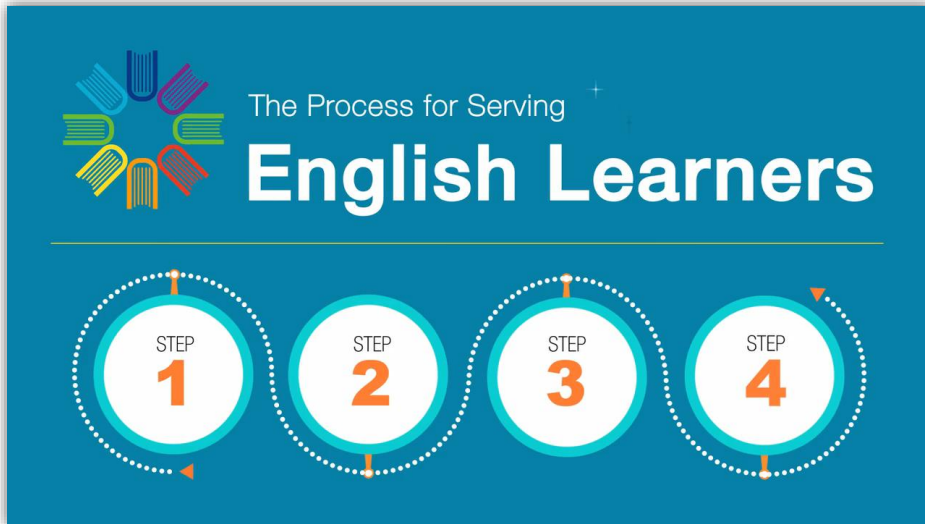 The Process for Serving
English Learners
STEP
1
STEP
2
STEP
3
STEP
4